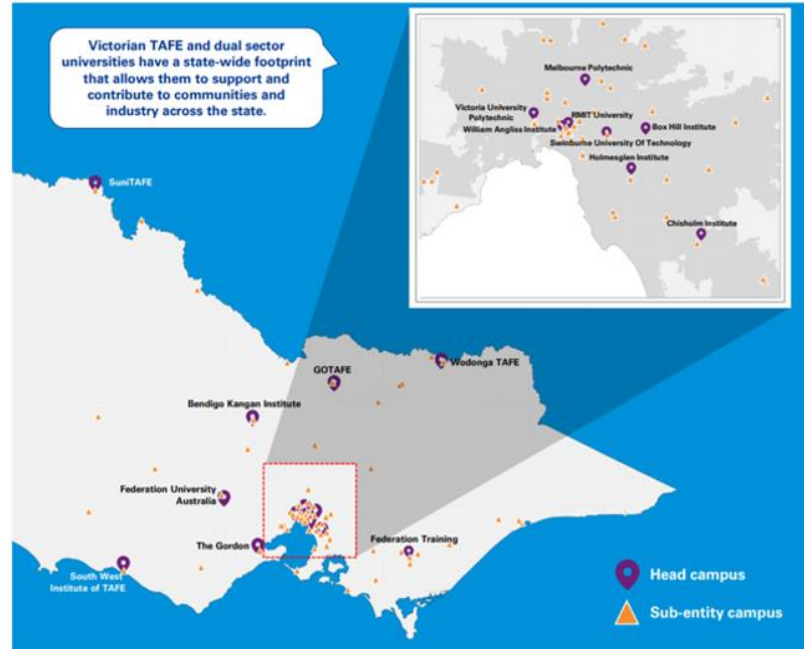 Victorian TAFE and dual sector
universities have a state-wide footprint
that allows them to support and
contribute to communities and
industry across the state.
Melbourne Polytechnic
Victoria University
Polytechnic
RMIT University
William Angliss Institute
Box Hill Institute
Swinburne University Of Technology
Holmesglen Institute
Chisholm Institute
SuniTAFE
Wodonga TAFE
GOTAFE
Bendigo Kangan Institute
Federation University
Australia
The Gordon
Federation Training
South West
Institute of TAFE
Head campus
Sub-entity campus